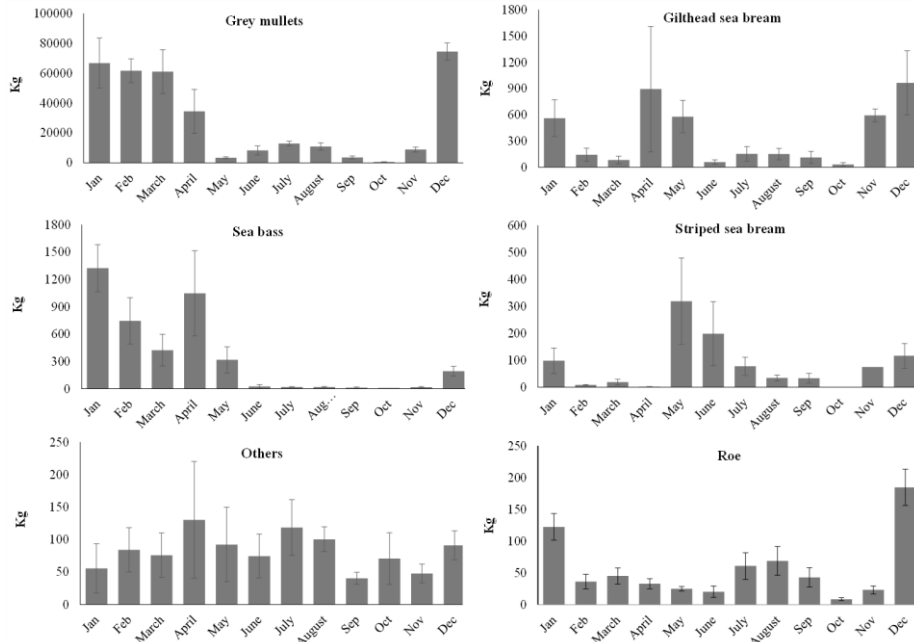 Grey mullets
Kg
100000
80000
60000
40000
20000
0
Jan Feb March April May June July August Sep Oct Nov Dec
Gilthead sea bream
Kg
1800
1500
1200
900
600
300
0
Jan Feb March April May June July August Sep Oct Nov Dec
Sea bass
Kg
1800
1500
1200
900
600
300
0
Jan Feb March April May June July Aug… Sep Oct Nov Dec
Striped sea bream
Kg
600
500
400
300
200
100
0
Jan Feb March April May June July August Sep Oct Nov Dec
Others
Kg
250
200
150
100
50
0
Jan Feb March April May June July August Sep Oct Nov Dec
Roe
Kg
250
200
150
100
50
0
Jan Feb March April May June July August Sep Oct Nov Dec